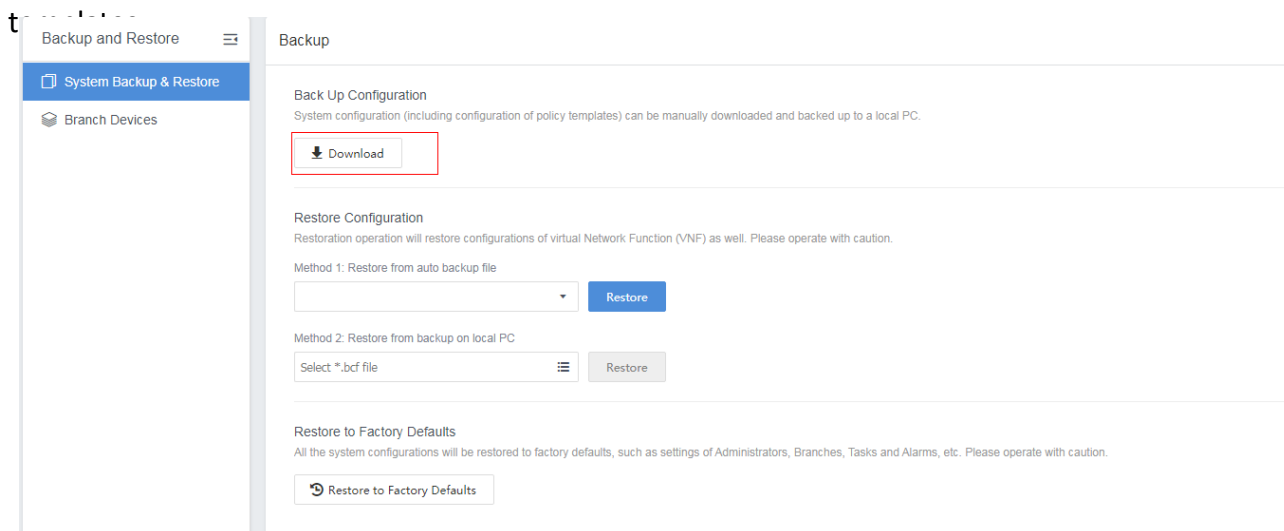 Backup and Restore
System Backup & Restore
Branch Devices
Backup
Back Up Configuration
System configuration (including configuration of policy templates) can be manually downloaded and backed up to a local PC.
Download
Restore Configuration
Restoration operation will restore configurations of virtual Network Function (VNF) as well. Please operate with caution.
Method 1: Restore from auto backup file
Restore
Method 2: Restore from backup on local PC
Select *.bcf file
Restore
Restore to Factory Defaults
All the system configurations will be restored to factory defaults, such as settings of Administrators, Branches, Tasks and Alarms, etc. Please operate with caution.
Restore to Factory Defaults